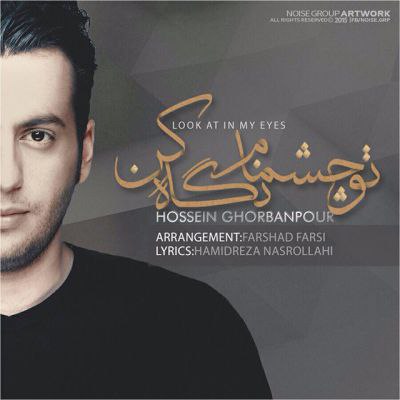 NOISE GROUP ARTWORK
ALL RIGHTS RESERVED© 2015 | FB/NOISE.GRP
LOOK AT IN MY EYES
تو چشمام نگاه کن
HOSSEIN GHORBANPOUR
ARRANGEMENT:FARSHAD FARSI
LYRICS:HAMIDREZA NASROLLAHI